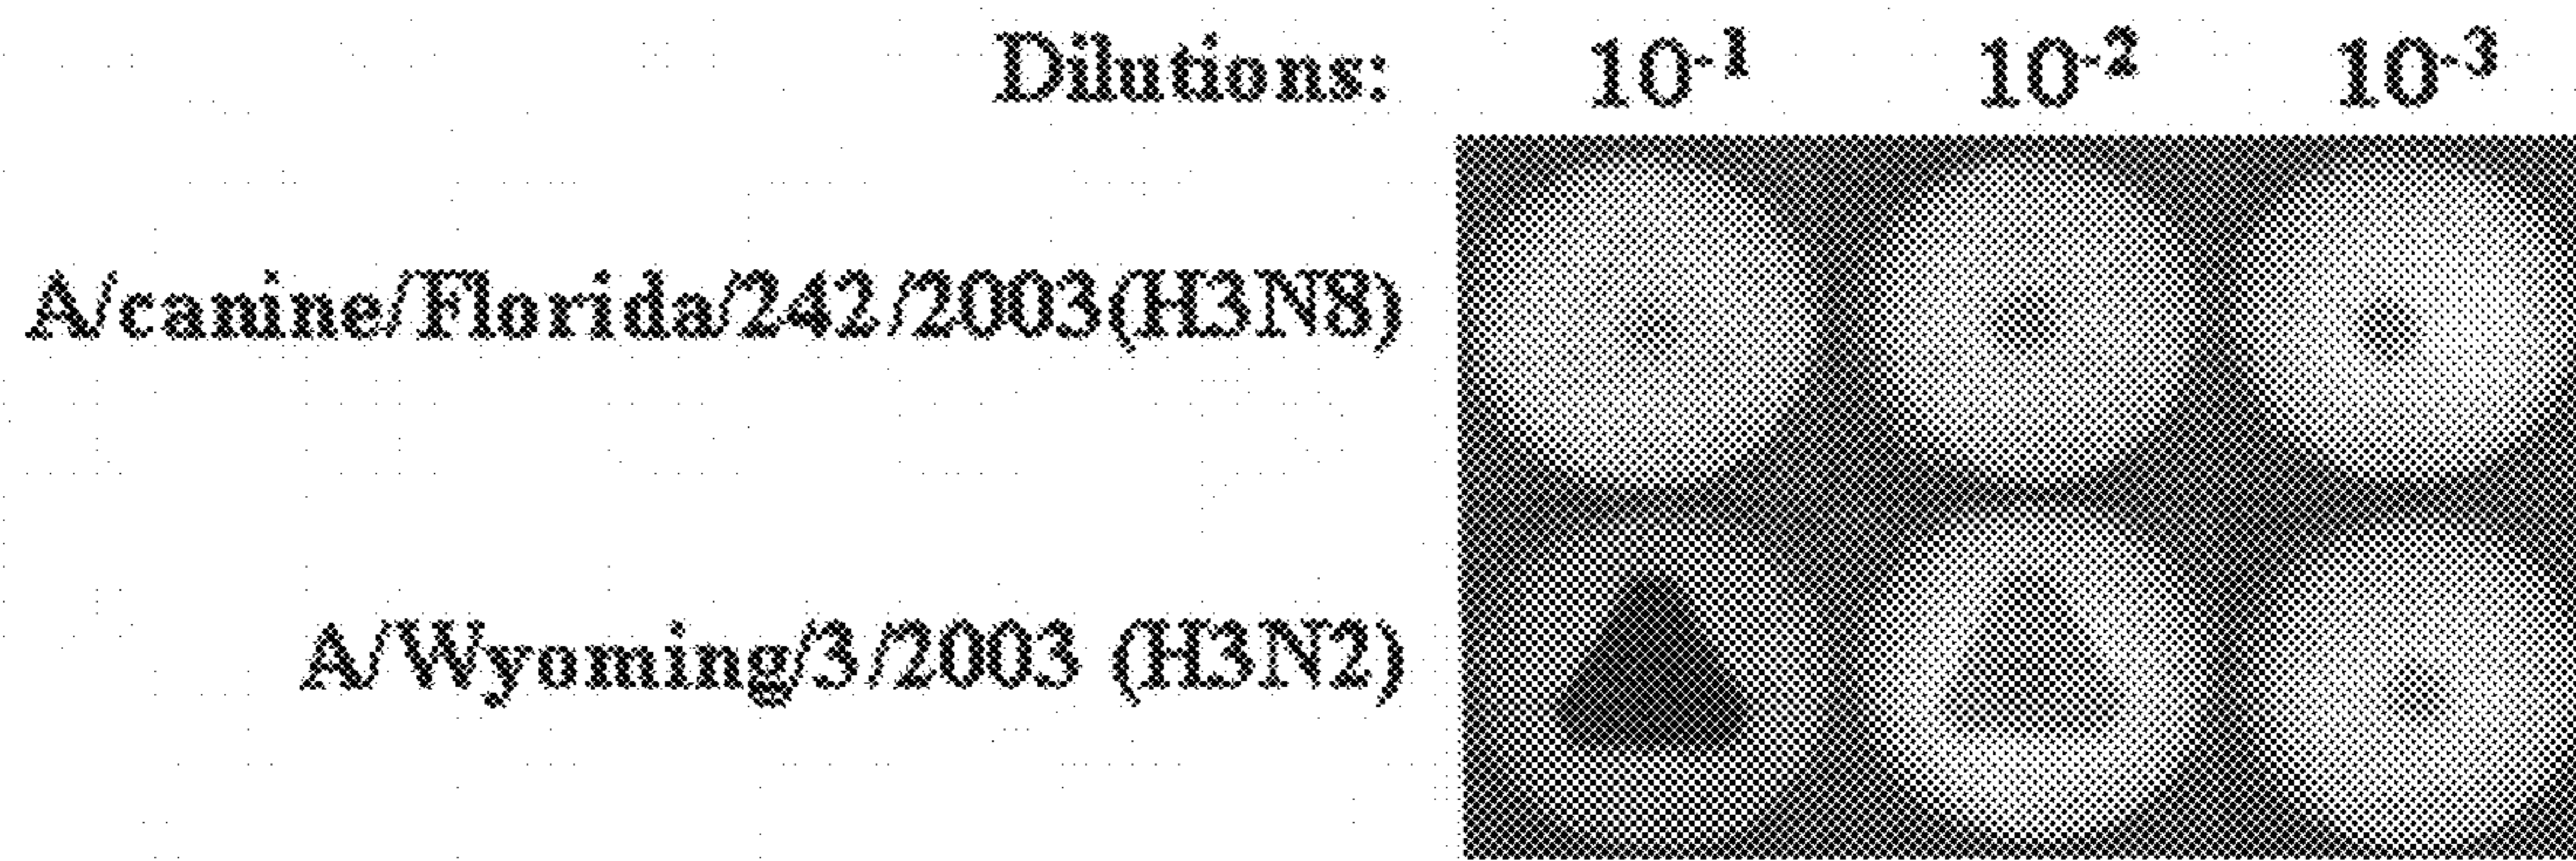 Dilutions: 10-1 10-2 10-3
A/canine/Florida/242/2003(H3N8)
A/Wyoming/3/2003 (H3N2)